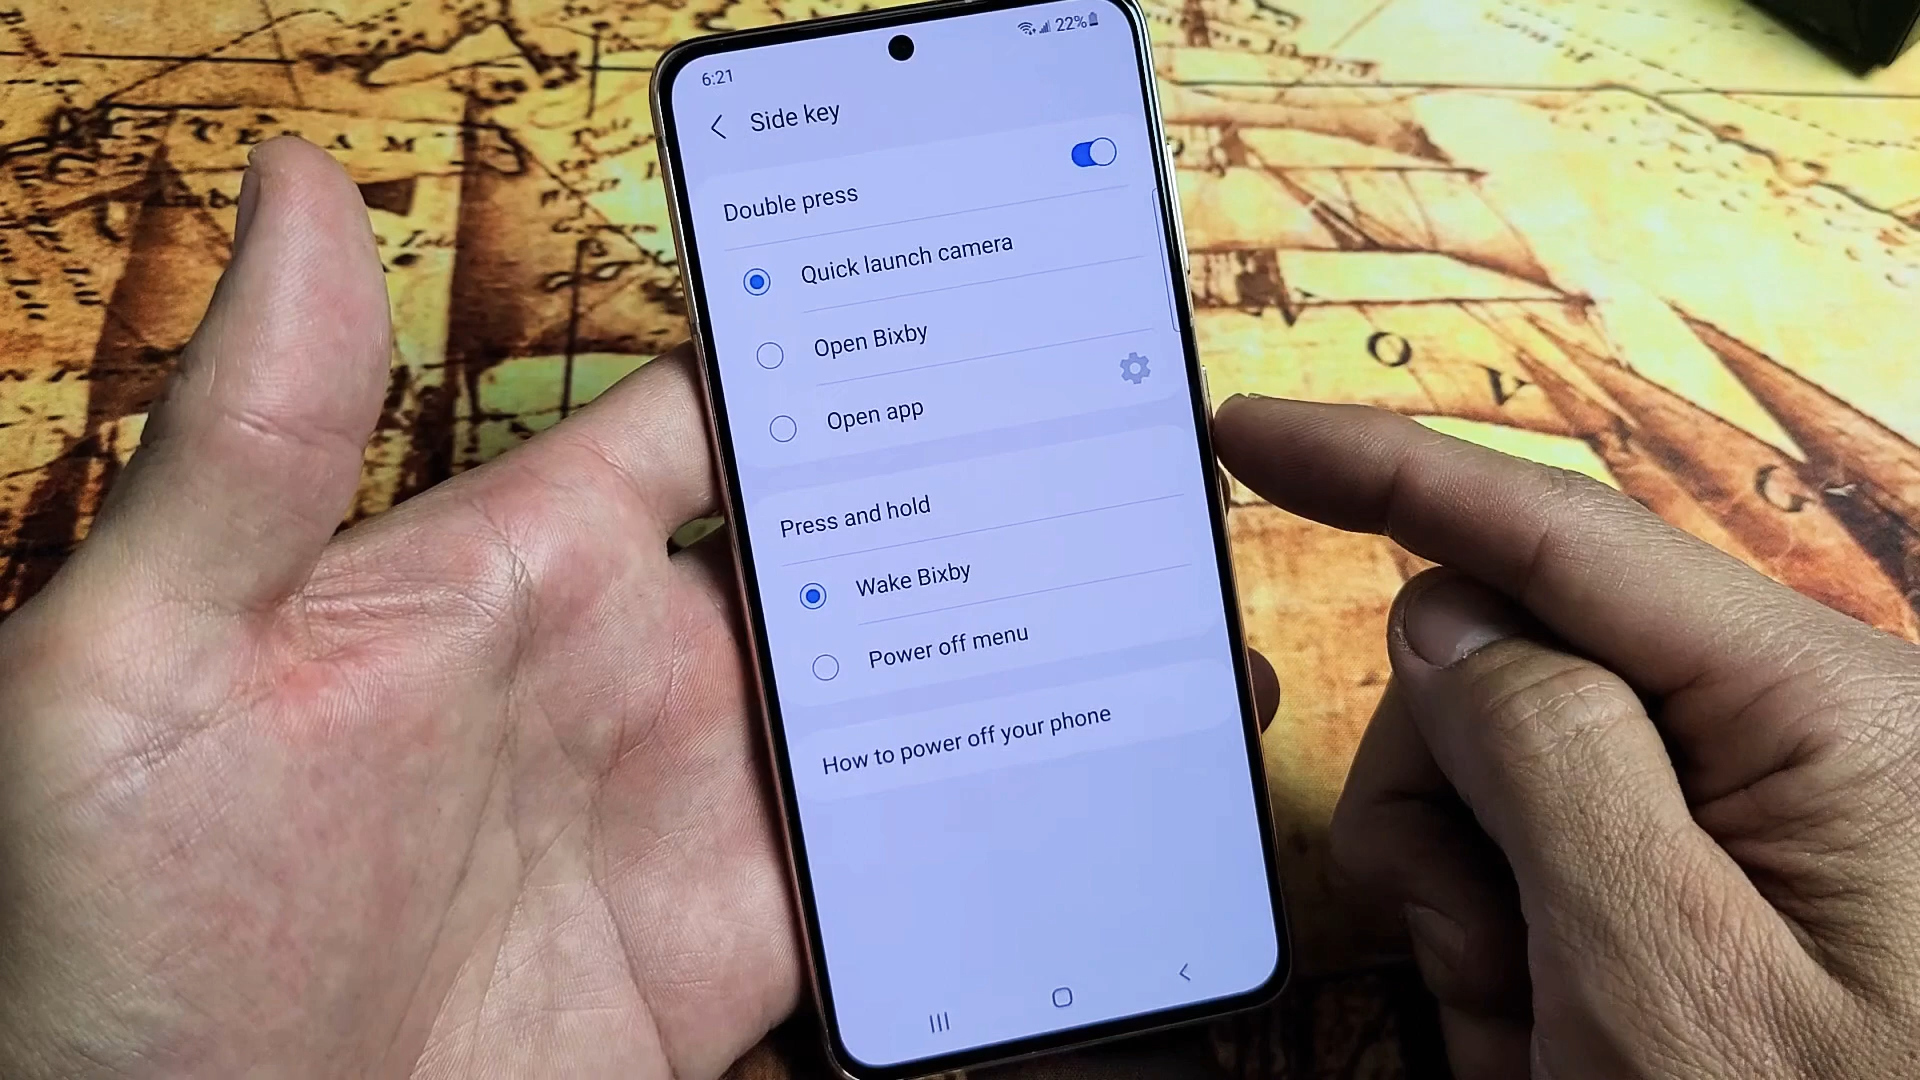 6:21
22%
Side key
Double press
Quick launch camera
Open Bixby
Open app
Press and hold
Wake Bixby
Power off menu
How to power off your phone
O
V
G